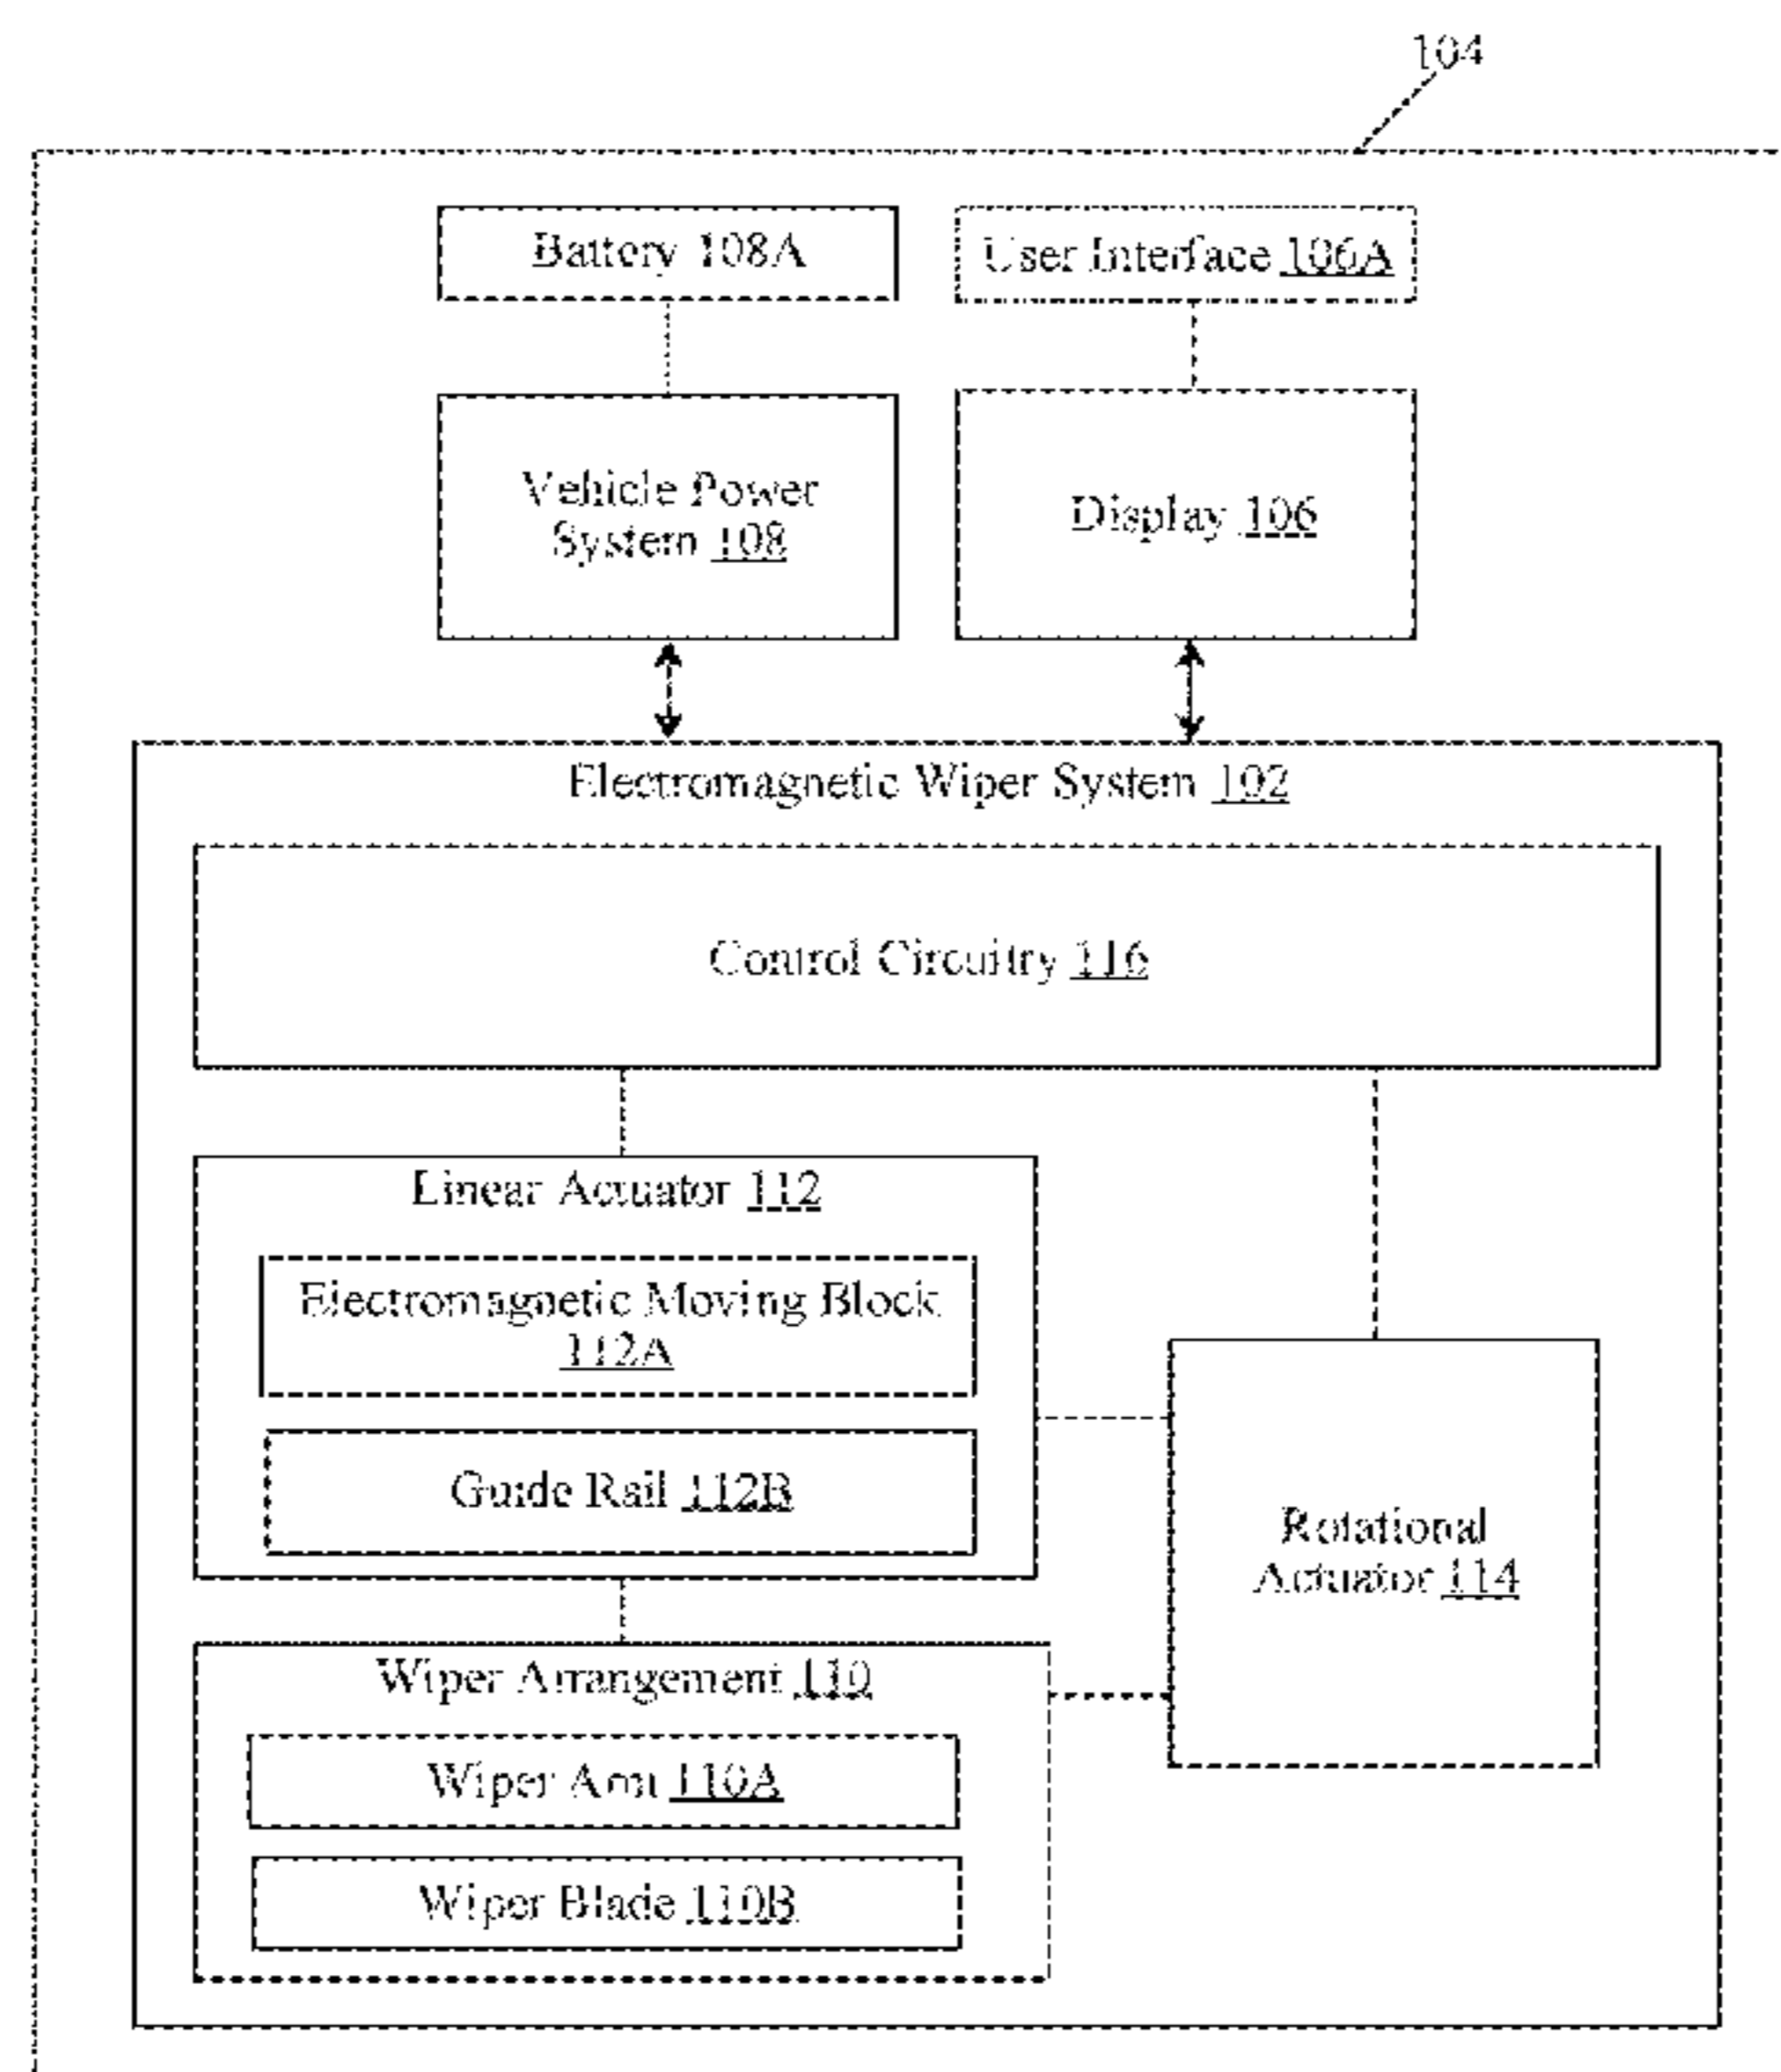 104
Battery 108A
User Interface 106A
Vehicle Power
System 108
Display 106
Electromagnetic Wiper System 102
Control Circuitry 116
Linear Actuator 112
Electromagnetic Moving Block
112A
Guide Rail 112B
Rotational
Actuator 114
Wiper Arrangement 110
Wiper Arm 110A
Wiper Blade 110B